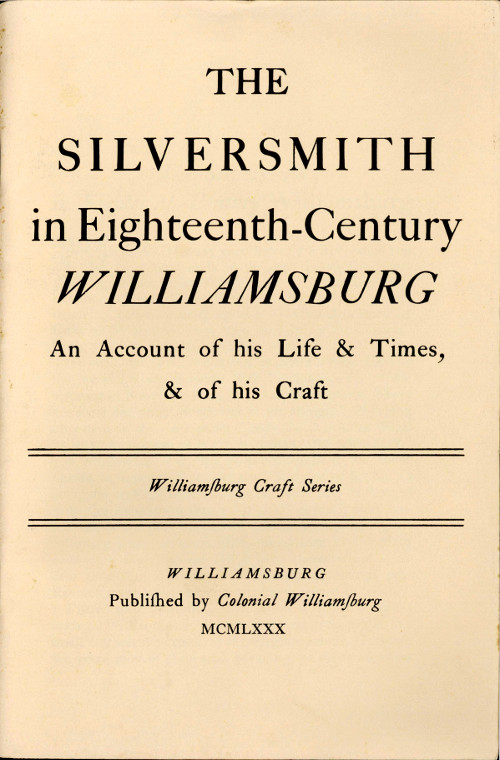 THE
SILVERSMITH
in Eighteenth-Century
WILLIAMSBURG
An Account of his Life & Times,
& of his Craft
Williamſburg Craft Series
WILLIAMSBURG
Publiſhed by Colonial Williamſburg
MCMLXXX